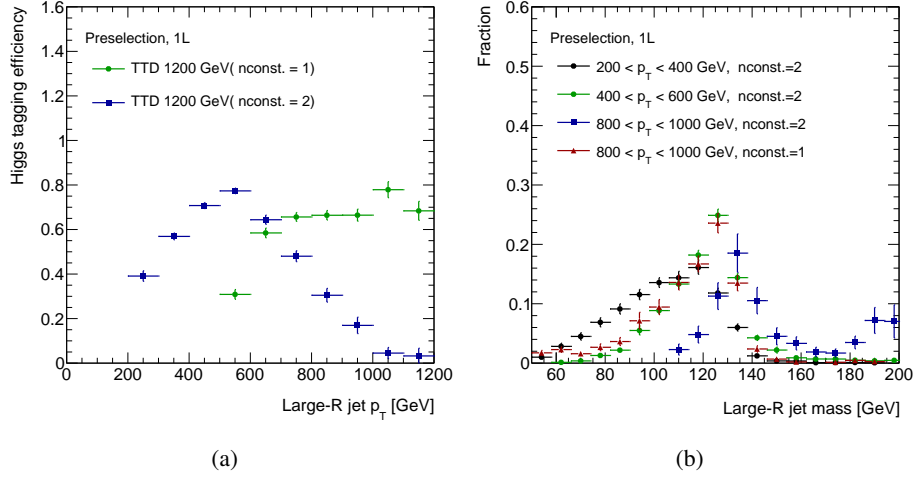 Higgs tagging efficiency
1.6
1.4
1.2
1
0.8
0.6
0.4
0.2
0
Preselection, 1L
TTD 1200 GeV( nconst. = 1)
TTD 1200 GeV( nconst. = 2)
0 200 400 600 800 1000 1200
Large-R jet p_T [GeV]
(a)
Fraction
0.6
0.5
0.4
0.3
0.2
0.1
0
Preselection, 1L
200 < p_T < 400 GeV, nconst.=2
400 < p_T < 600 GeV, nconst.=2
800 < p_T < 1000 GeV, nconst.=2
800 < p_T < 1000 GeV, nconst.=1
60 80 100 120 140 160 180 200
Large-R jet mass [GeV]
(b)